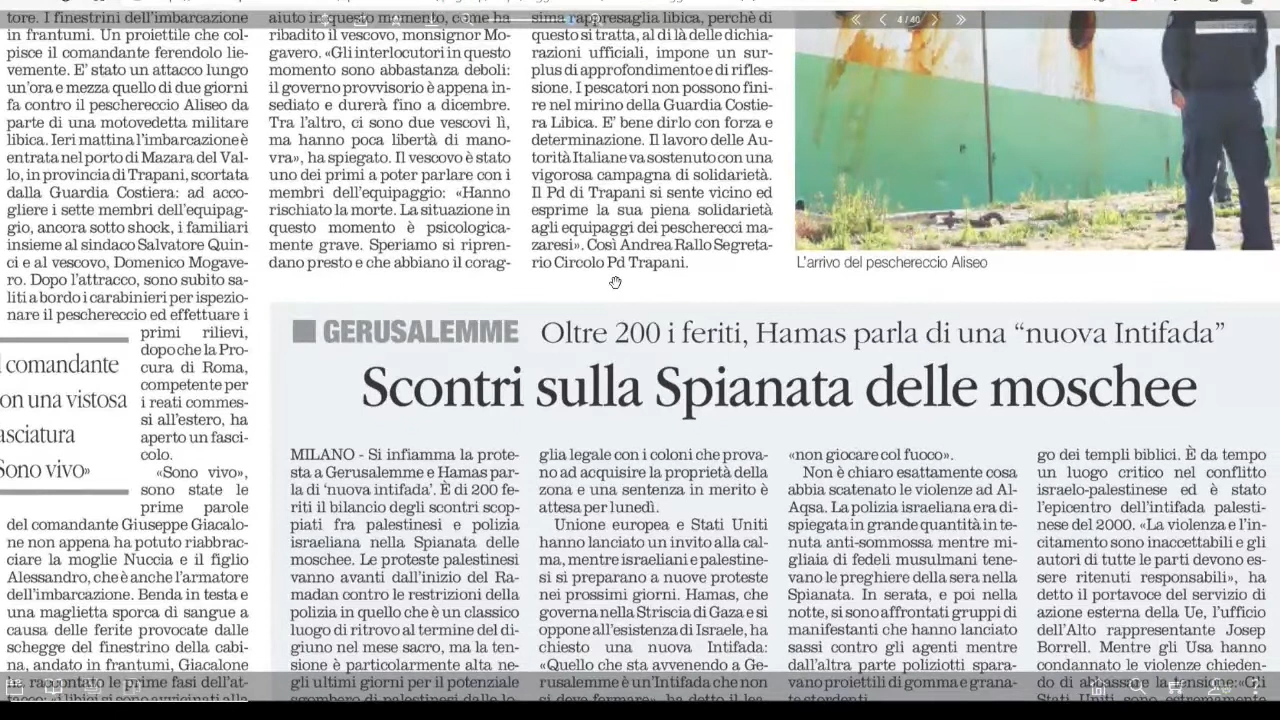 tore. I finestrini dell'imbarcazione
in frantumi. Un proiettile che col-
pisce il comandante ferendolo lie-
vemente. E' stato un attacco lungo
un'ora e mezza quello di due giorni
fa contro il peschereccio Aliseo da
parte di una motovedetta militare
libica. Ieri mattina l'imbarcazione è
entrata nel porto di Mazara del Val-
lo, in provincia di Trapani, scortata
dalla Guardia Costiera: ad acco-
gliere i sette membri dell'equipag-
gio, ancora sotto shock, i familiari
insieme al sindaco Salvatore Quin-
ci e al vescovo, Domenico Mogave-
ro. Dopo l'attracco, sono subito sa-
liti a bordo i carabinieri per ispezio-
nare il peschereccio ed effettuare i
primi rilievi,
dopo che la Pro-
cura di Roma,
competente per
i reati commes-
si all'estero, ha
aperto un fasci-
colo.
«Sono vivo»,
sono state le
prime parole
del comandante Giuseppe Giacalo-
ne non appena ha potuto riabbrac-
ciare la moglie Nuccia e il figlio
Alessandro, che è anche l'armatore
dell'imbarcazione. Benda in testa e
una maglietta sporca di sangue a
causa delle ferite provocate dalle
schegge del finestrino della cabi-
na, andato in frantumi, Giacalone
ha raccontato le prime fasi dell'at-
comandante
on una vistosa
asciatura
Sono vivo»
aiuto in questo momento, come ha
ribadito il vescovo, monsignor Mo-
gavero. «Gli interlocutori in questo
momento sono abbastanza deboli:
il governo provvisorio è appena in-
sediato e durerà fino a dicembre.
Tra l'altro, ci sono due vescovi lì,
ma hanno poca libertà di mano-
vra», ha spiegato. Il vescovo è stato
uno dei primi a poter parlare con i
membri dell'equipaggio: «Hanno
rischiato la morte. La situazione in
questo momento è psicologica-
mente grave. Speriamo si ripren-
dano presto e che abbiano il corag-
sima rappresaglia libica, perchè di
questo si tratta, al di là delle dichia-
razioni ufficiali, impone un sur-
plus di approfondimento e di rifles-
sione. I pescatori non possono fini-
re nel mirino della Guardia Costie-
ra Libica. E' bene dirlo con forza e
determinazione. Il lavoro delle Au-
torità Italiane va sostenuto con una
vigorosa campagna di solidarietà.
Il Pd di Trapani si sente vicino ed
esprime la sua piena solidarietà
agli equipaggi dei pescherecci ma-
zaresi». Così Andrea Rallo Segreta-
rio Circolo Pd Trapani.
4 / 40
L'arrivo del peschereccio Aliseo
GERUSALEMME Oltre 200 i feriti, Hamas parla di una “nuova Intifada”
Scontri sulla Spianata delle moschee
MILANO - Si infiamma la prote-
sta a Gerusalemme e Hamas par-
la di 'nuova intifada'. È di 200 fe-
riti il bilancio degli scontri scop-
piati fra palestinesi e polizia
israeliana nella Spianata delle
moschee. Le proteste palestinesi
vanno avanti dall'inizio del Ra-
madan contro le restrizioni della
polizia in quello che è un classico
luogo di ritrovo al termine del di-
giuno nel mese sacro, ma la ten-
sione è particolarmente alta ne-
gli ultimi giorni per il potenziale
sgombero di palestinesi dalle lo-
glia legale con i coloni che prova-
no ad acquisire la proprietà della
zona e una sentenza in merito è
attesa per lunedì.
Unione europea e Stati Uniti
hanno lanciato un invito alla cal-
ma, mentre israeliani e palestine-
si si preparano a nuove proteste
nei prossimi giorni. Hamas, che
governa nella Striscia di Gaza e si
oppone all'esistenza di Israele, ha
chiesto una nuova Intifada:
«Quello che sta avvenendo a Ge-
rusalemme è un'Intifada che non
si deve fermare», ha detto il lea-
«non giocare col fuoco».
Non è chiaro esattamente cosa
abbia scatenato le violenze ad Al-
Aqsa. La polizia israeliana era di-
spiegata in grande quantità in te-
nuta anti-sommossa mentre mi-
gliaia di fedeli musulmani tene-
vano le preghiere della sera nella
Spianata. In serata, e poi nella
notte, si sono affrontati gruppi di
manifestanti che hanno lanciato
sassi contro gli agenti mentre
dall'altra parte poliziotti spara-
vano proiettili di gomma e grana-
te stordenti.
go dei templi biblici. È da tempo
un luogo critico nel conflitto
israelo-palestinese ed è stato
l'epicentro dell'intifada palesti-
nese del 2000. «La violenza e l'in-
citamento sono inaccettabili e gli
autori di tutte le parti devono es-
sere ritenuti responsabili», ha
detto il portavoce del servizio di
azione esterna della Ue, l'ufficio
dell'Alto rappresentante Josep
Borrell. Mentre gli Usa hanno
condannato le violenze chieden-
do di abbassare la tensione: «Gli
Stati Uniti sono estremamente